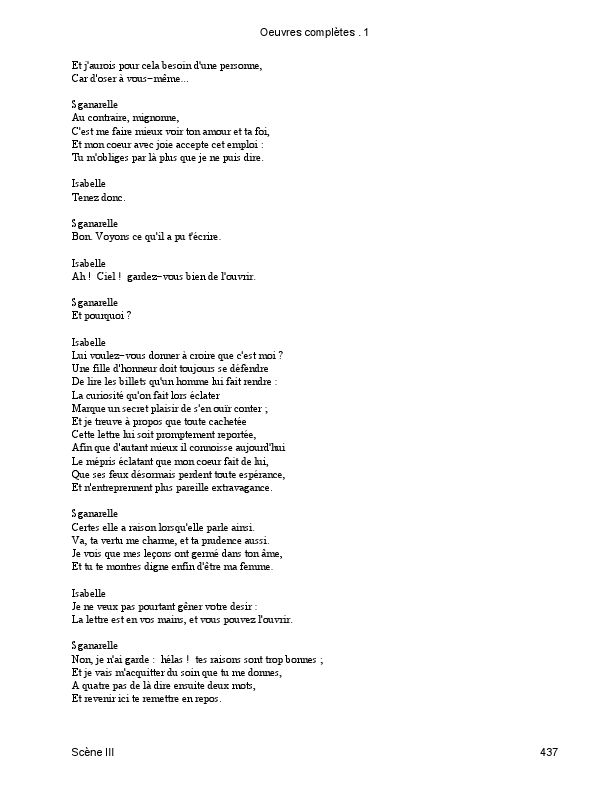 Oeuvres complètes . 1
Et j'aurois pour cela besoin d'une personne,
Car d'oser à vous-même...
Sganarelle
Au contraire, mignonne,
C'est me faire mieux voir ton amour et ta foi,
Et mon coeur avec joie accepte cet emploi :
Tu m'obliges par là plus que je ne puis dire.
Isabelle
Tenez donc.
Sganarelle
Bon. Voyons ce qu'il a pu t'écrire.
Isabelle
Ah ! Ciel ! gardez-vous bien de l'ouvrir.
Sganarelle
Et pourquoi ?
Isabelle
Lui voulez-vous donner à croire que c'est moi ?
Une fille d'honneur doit toujours se défendre
De lire les billets qu'un homme lui fait rendre :
La curiosité qu'on fait lors éclater
Marque un secret plaisir de s'en ouïr conter ;
Et je treuve à propos que toute cachetée
Cette lettre lui soit promptement reportée,
Afin que d'autant mieux il connoisse aujourd'hui
Le mépris éclatant que mon coeur fait de lui,
Que ses feux désormais perdent toute espérance,
Et n'entreprennent plus pareille extravagance.
Sganarelle
Certes elle a raison lorsqu'elle parle ainsi.
Va, ta vertu me charme, et ta prudence aussi.
Je vois que mes leçons ont germé dans ton âme,
Et tu te montres digne enfin d'être ma femme.
Isabelle
Je ne veux pas pourtant gêner votre desir :
La lettre est en vos mains, et vous pouvez l'ouvrir.
Sganarelle
Non, je n'ai garde : hélas ! tes raisons sont trop bonnes ;
Et je vais m'acquitter du soin que tu me donnes,
A quatre pas de là dire ensuite deux mots,
Et revenir ici te remettre en repos.
Scène III
437